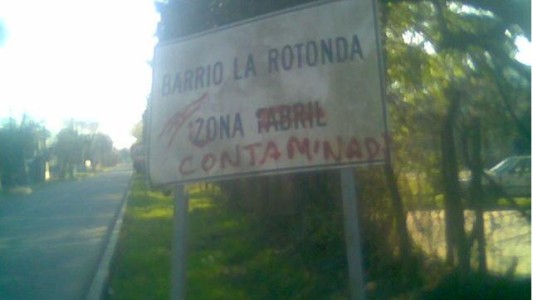 BARRIO LA ROTONDA
ZONA FABRIL
CONTAMINADA